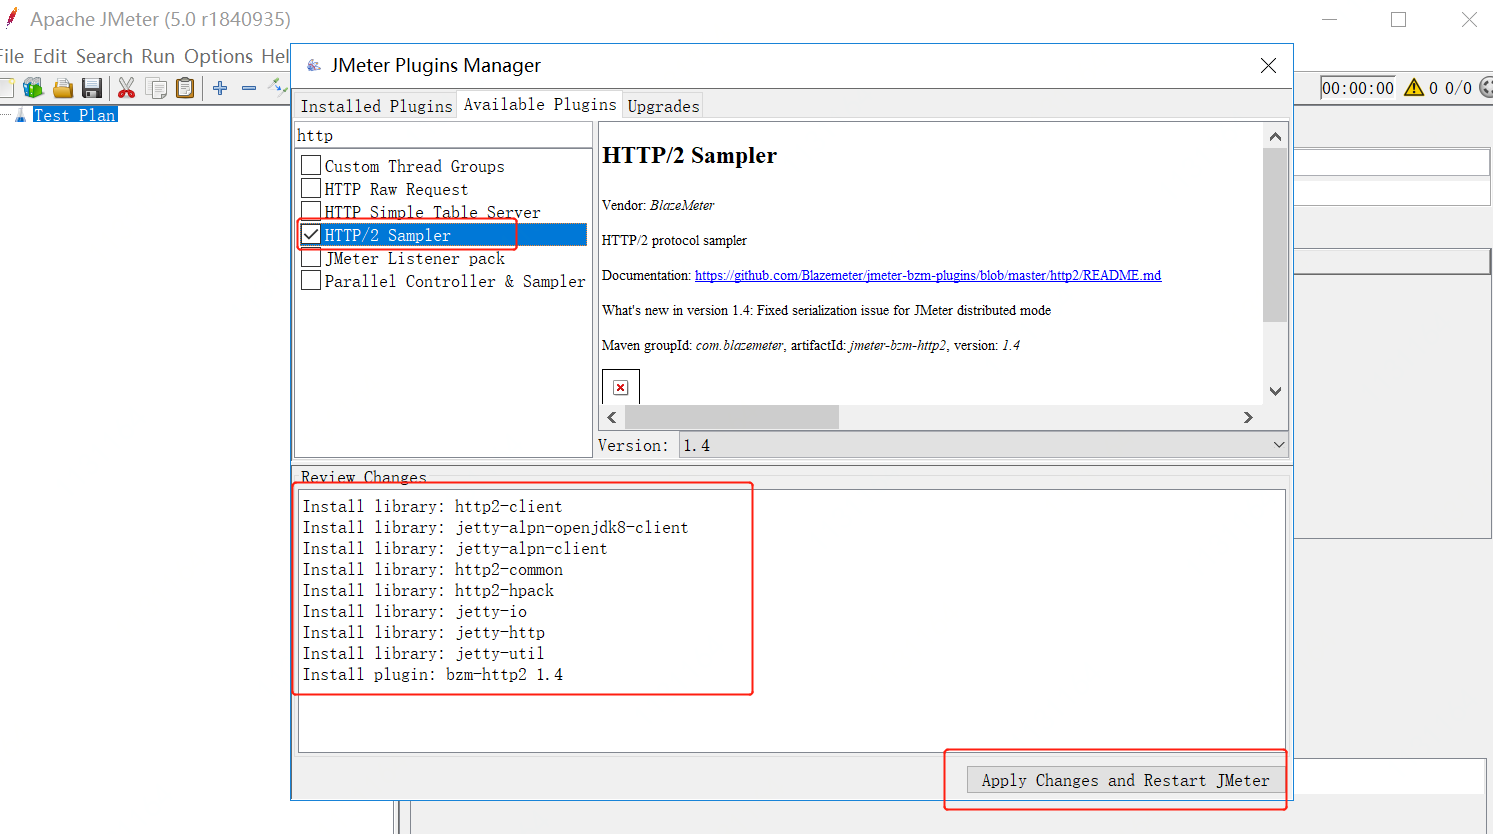 Apache JMeter (5.0 r1840935)
File Edit Search Run Options Hel
JMeter Plugins Manager
00:00:00 0 0/0
Installed Plugins Available Plugins Upgrades
Test Plan
http
Custom Thread Groups
HTTP Raw Request
HTTP Simple Table Server
HTTP/2 Sampler
JMeter Listener pack
Parallel Controller & Sampler
HTTP/2 Sampler
Vendor: BlazeMeter
HTTP/2 protocol sampler
Documentation: https://github.com/Blazemeter/jmeter-bzm-plugins/blob/master/http2/README.md
What's new in version 1.4: Fixed serialization issue for JMeter distributed mode
Maven groupId: com.blazemeter, artifactId: jmeter-bzm-http2, version: 1.4
Version: 1.4
Review Changes
Install library: http2-client
Install library: jetty-alpn-openjdk8-client
Install library: jetty-alpn-client
Install library: http2-common
Install library: http2-hpack
Install library: jetty-io
Install library: jetty-http
Install library: jetty-util
Install plugin: bzm-http2 1.4
Apply Changes and Restart JMeter